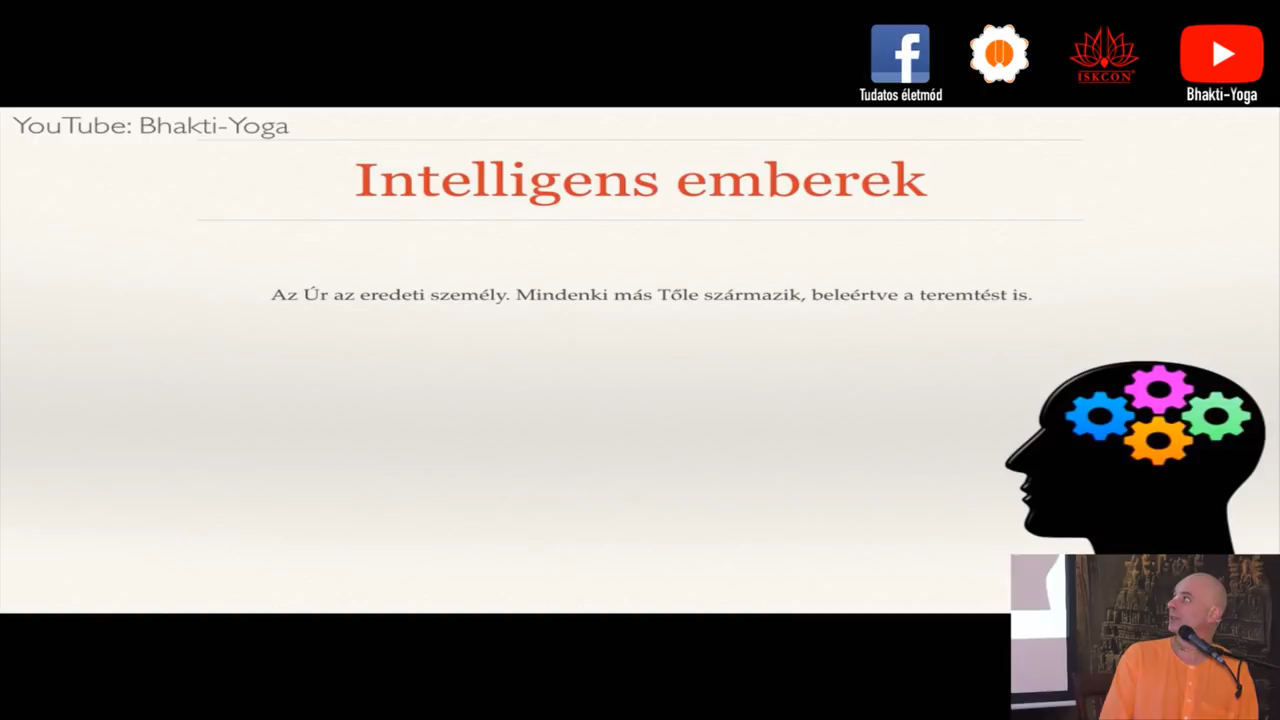 Tudatos életmód
ISKCON
Bhakti-Yoga
YouTube: Bhakti-Yoga
Intelligens emberek
Az Úr az eredeti személy. Mindenki más Tőle származik, beleértve a teremtést is.